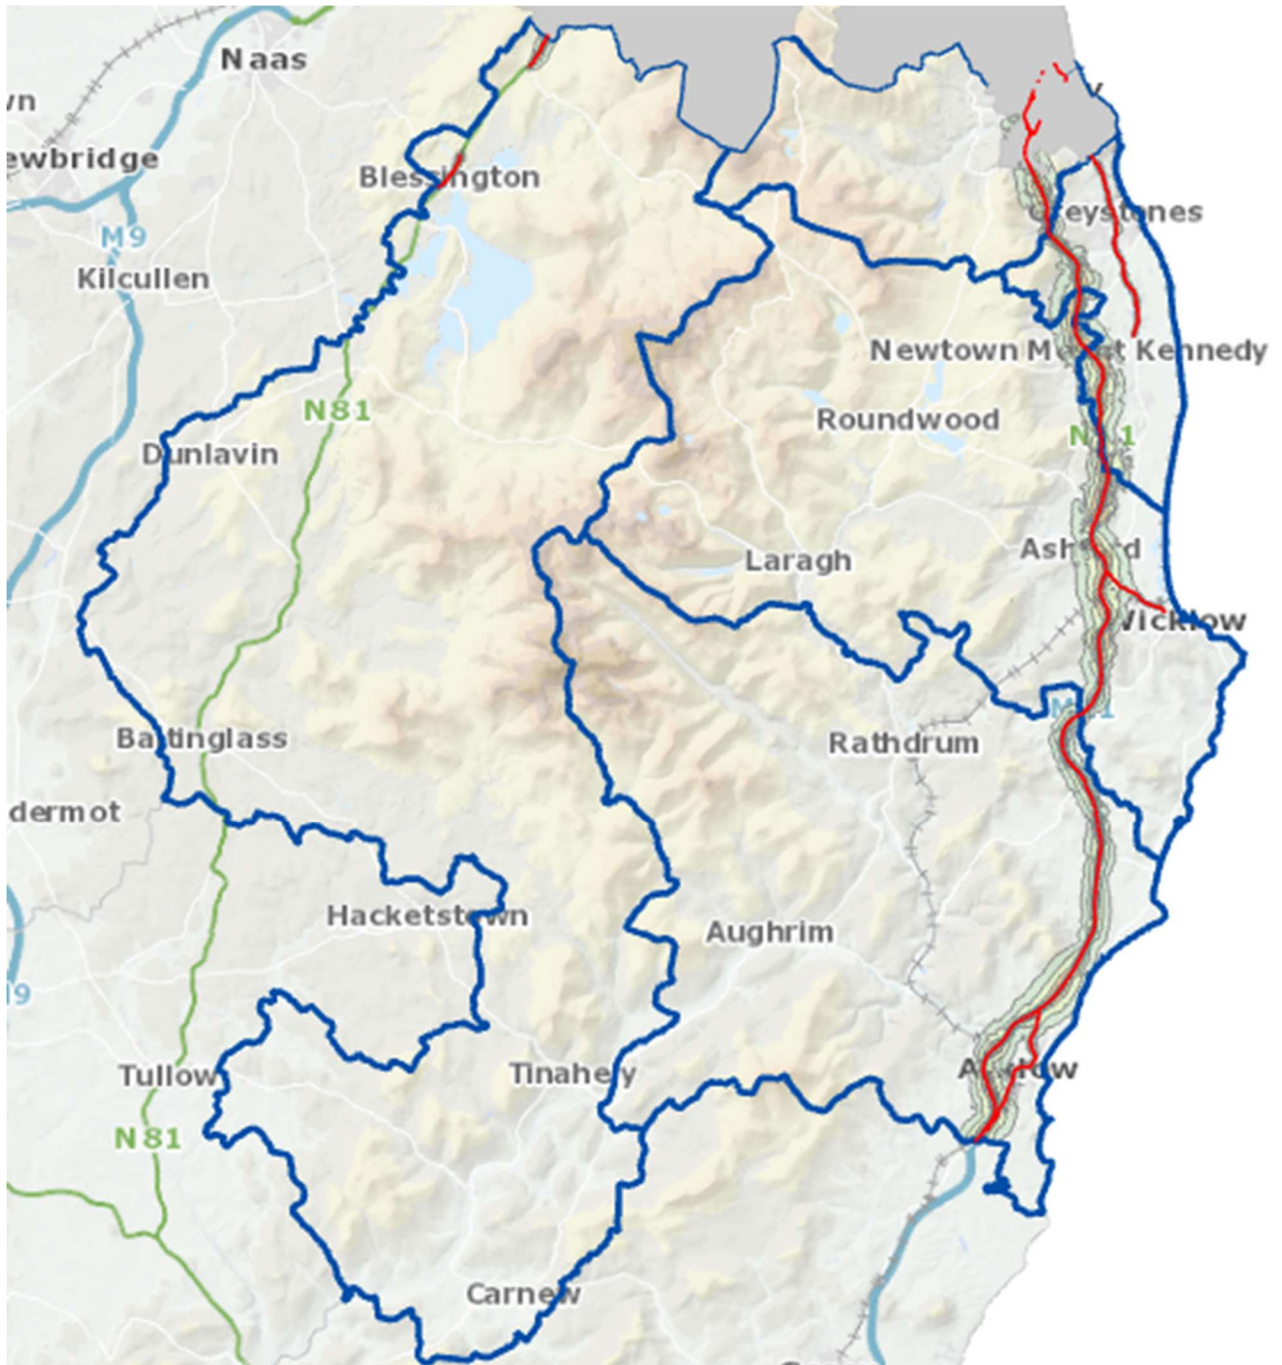 Naas
ewbridge
Blessington
M9
Kilcullen
Greystones
Newtown Mount Kennedy
N81
Roundwood
Dunlavin
Laragh
Ashford
Wicklow
Baltinglass
Rathdrum
dermot
Hacketstown
Aughrim
Tullow
Tinahely
Arklow
N81
Carnew